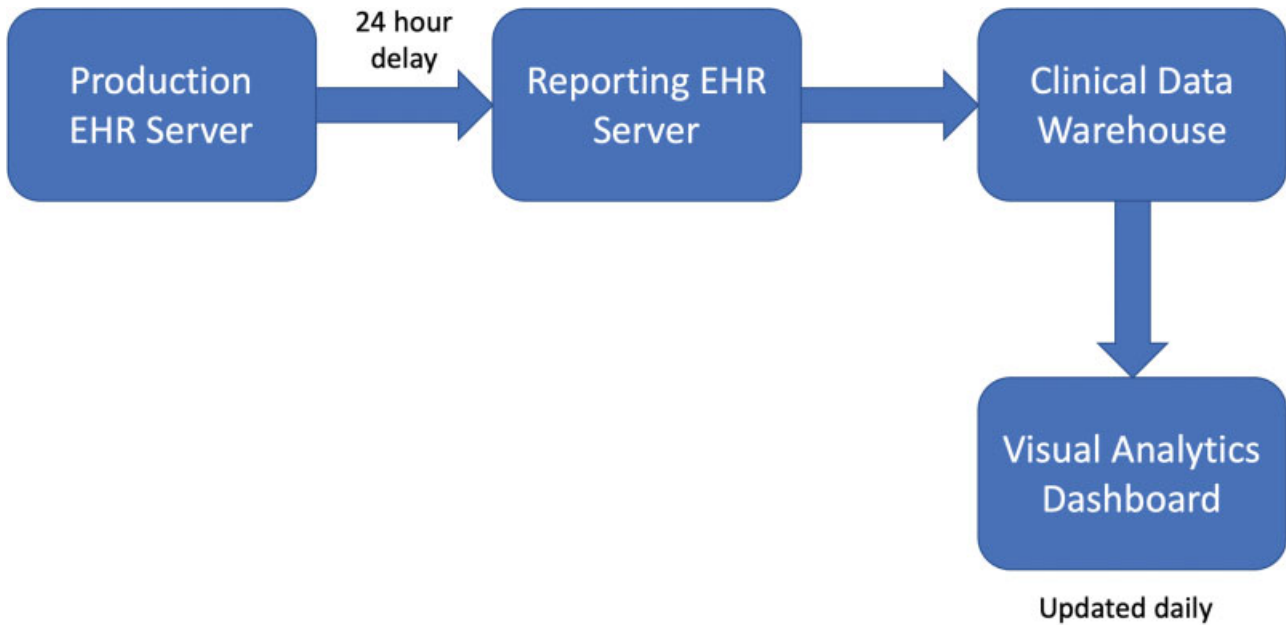 Production
EHR Server
24 hour
delay
Reporting EHR
Server
Clinical Data
Warehouse
Visual Analytics
Dashboard
Updated daily